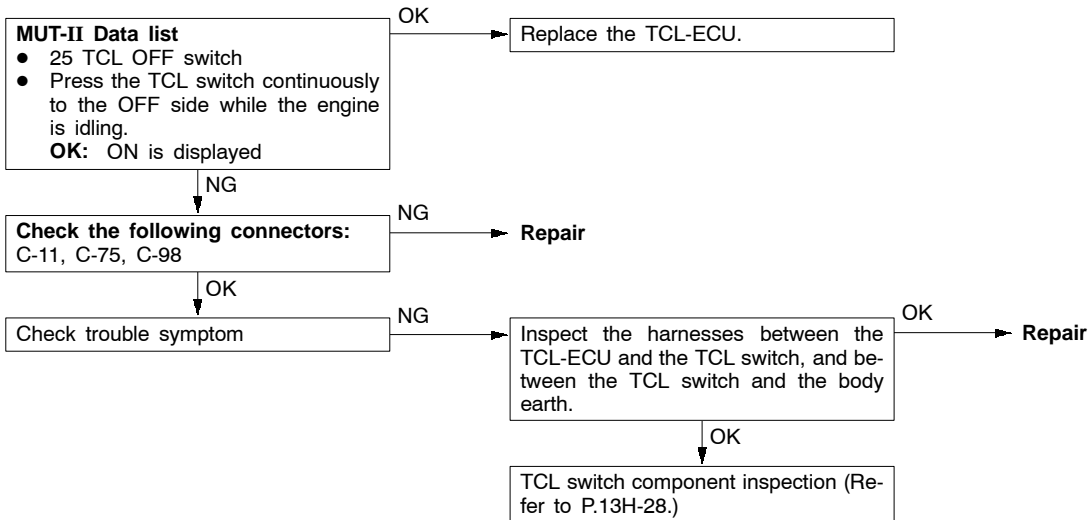 MUT-II Data list
● 25 TCL OFF switch
● Press the TCL switch continuously
to the OFF side while the engine
is idling.
OK: ON is displayed
OK
Replace the TCL-ECU.
NG
Check the following connectors:
C-11, C-75, C-98
NG
Repair
OK
Check trouble symptom
NG
Inspect the harnesses between the
TCL-ECU and the TCL switch, and be-
tween the TCL switch and the body
earth.
OK
Repair
OK
TCL switch component inspection (Re-
fer to P.13H-28.)